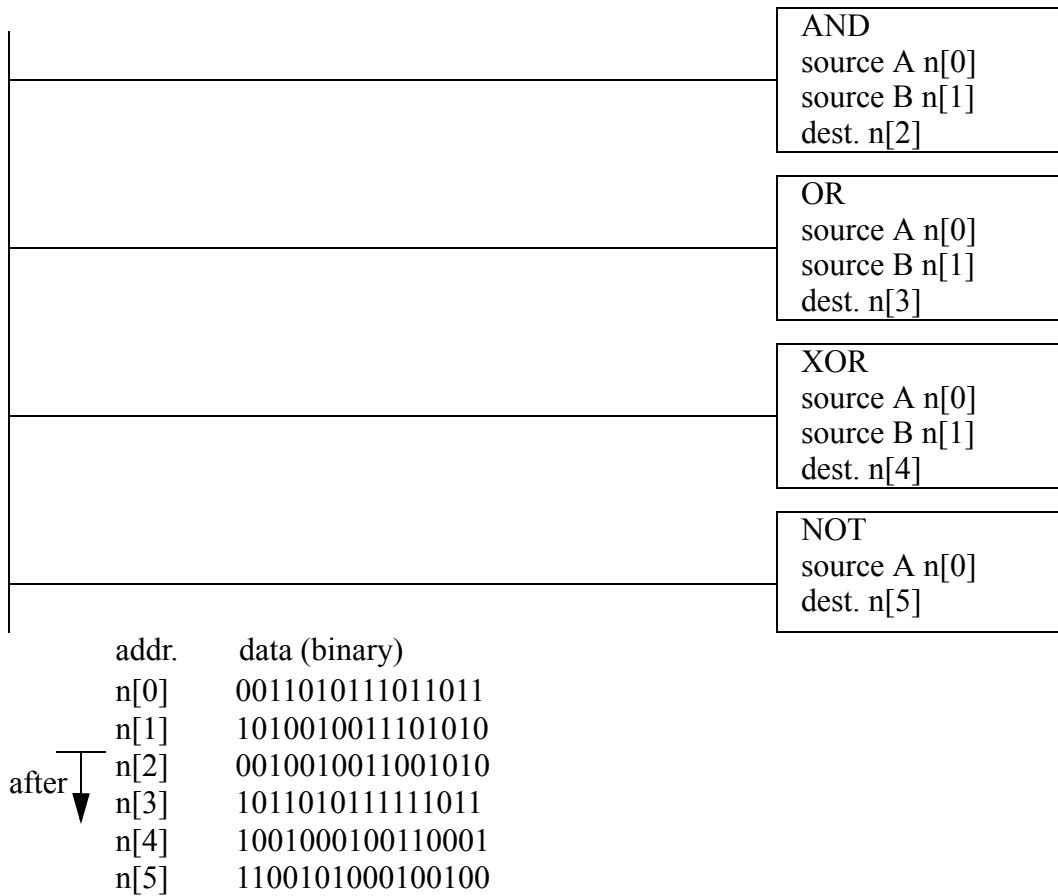 AND
source A n[0]
source B n[1]
dest. n[2]
OR
source A n[0]
source B n[1]
dest. n[3]
XOR
source A n[0]
source B n[1]
dest. n[4]
NOT
source A n[0]
dest. n[5]
addr. data (binary)
n[0] 0011010111011011
n[1] 1010010011101010
n[2] 0010010011001010
after
n[3] 1011010111111011
n[4] 1001000100110001
n[5] 1100101000100100